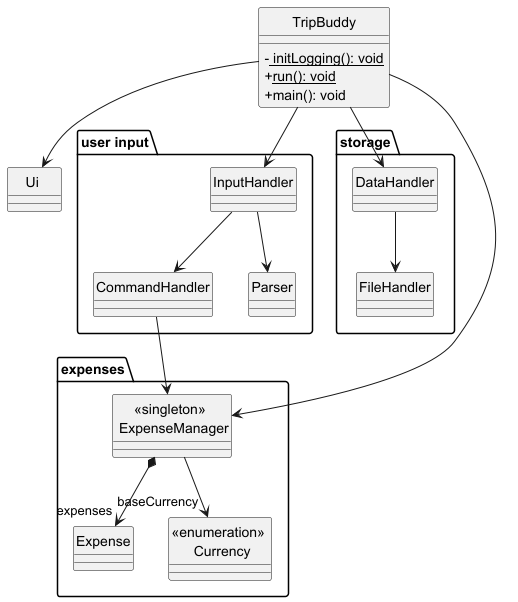 TripBuddy
- initLogging(): void
+run(): void
+main(): void
user input
storage
Ui
InputHandler
DataHandler
CommandHandler
Parser
FileHandler
expenses
«singleton»
ExpenseManager
baseCurrency
expenses
Expense
«enumeration»
Currency